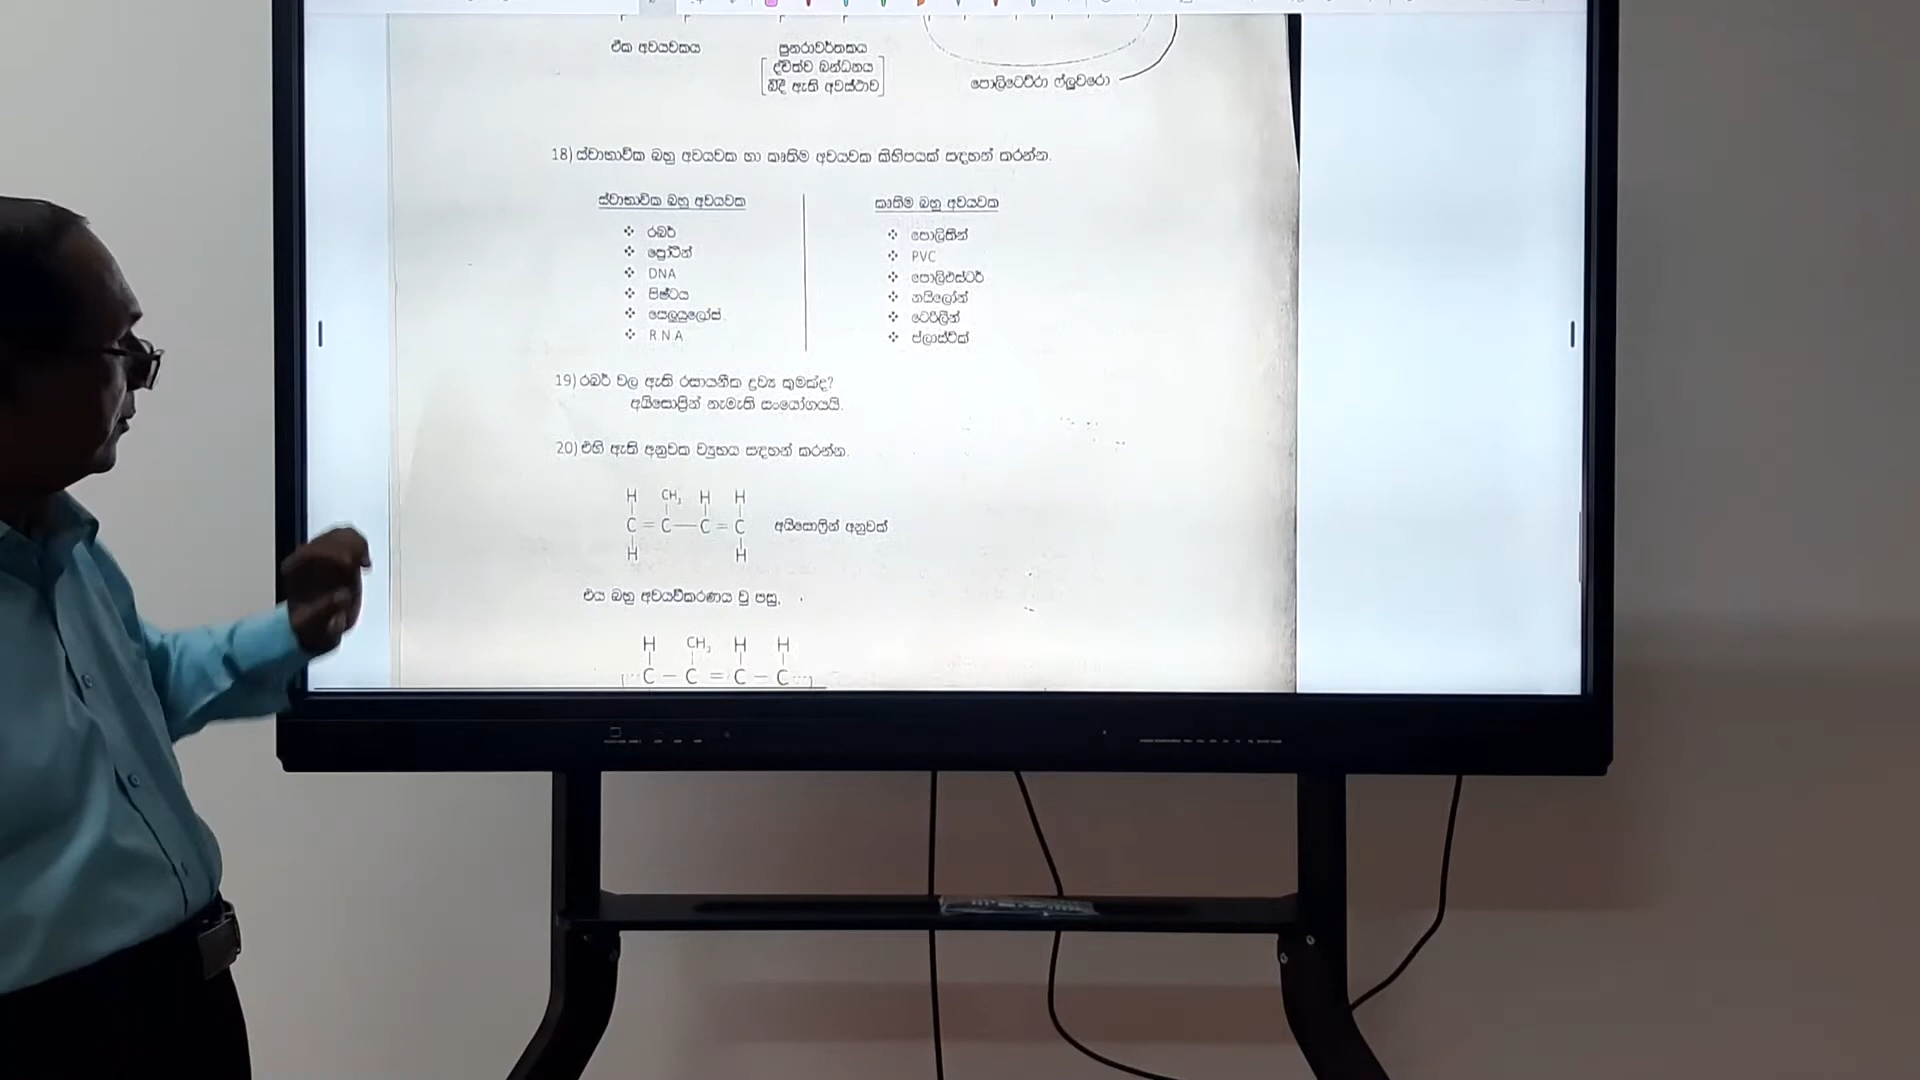 ඒක අවයවකය
පුනරාවර්තකය
ද්විත්ව බන්ධනය
බිඳී ඇති අවස්ථාව
පොලිටෙට්රා ෆ්ලුවරො
18) ස්වාභාවික බහු අවයවක හා කෘතිම අවයවක කිහිපයක් සඳහන් කරන්න.
ස්වාභාවික බහු අවයවක
රබර්
ප්‍රෝටීන්
DNA
පිෂ්ටය
සෙලුයුලෝස්
R.N.A
කෘතිම බහු අවයවක
පොලිතින්
PVC
පොලිඑස්ටර්
නයිලෝන්
ටෙරිලීන්
ප්ලාස්ටික්
19) රබර් වල ඇති රසායනික ද්‍රව්‍ය කුමක්ද?
අයිසොප්‍රින් නැමැති සංයෝගයයි.
20) එහි ඇති අනුවක ව්‍යුහය සඳහන් කරන්න.
H CH₃ H H
C = C — C = C අයිසොප්‍රින් අනුවක්
H H
එය බහු අවයවීකරණය වූ පසු,
H CH₃ H H
C — C = C — C